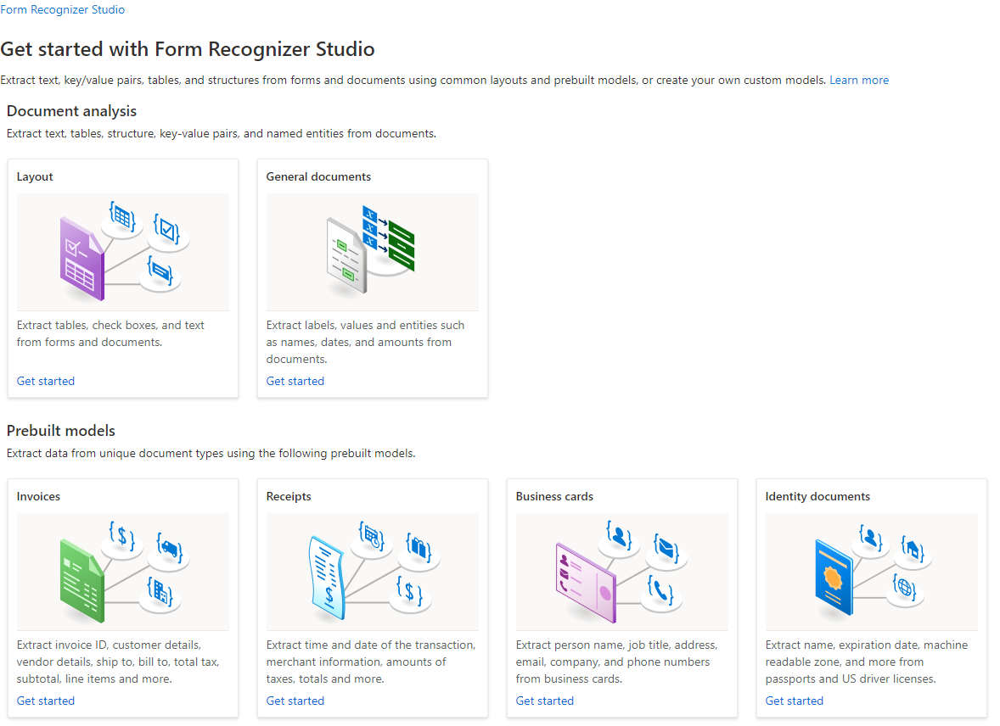 Form Recognizer Studio
Get started with Form Recognizer Studio
Extract text, key/value pairs, tables, and structures from forms and documents using common layouts and prebuilt models, or create your own custom models. Learn more
Document analysis
Extract text, tables, structure, key-value pairs, and named entities from documents.
Layout
Extract tables, check boxes, and text
from forms and documents.
Get started
General documents
Extract labels, values and entities such
as names, dates, and amounts from
documents.
Get started
Prebuilt models
Extract data from unique document types using the following prebuilt models.
Invoices
Extract invoice ID, customer details,
vendor details, ship to, bill to, total tax,
subtotal, line items and more.
Get started
Receipts
Extract time and date of the transaction,
merchant information, amounts of
taxes, totals and more.
Get started
Business cards
Extract person name, job title, address,
email, company, and phone numbers
from business cards.
Get started
Identity documents
Extract name, expiration date, machine
readable zone, and more from
passports and US driver licenses.
Get started